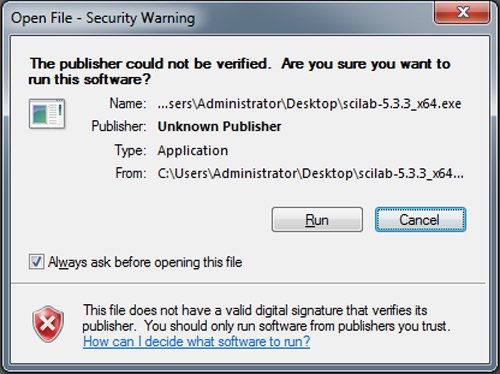 Open File - Security Warning
The publisher could not be verified.  Are you sure you want to
run this software?
Name: ...sers\Administrator\Desktop\scilab-5.3.3_x64.exe
Publisher: Unknown Publisher
Type: Application
From: C:\Users\Administrator\Desktop\scilab-5.3.3_x64...
Run Cancel
Always ask before opening this file
This file does not have a valid digital signature that verifies its
publisher.  You should only run software from publishers you trust.
How can I decide what software to run?